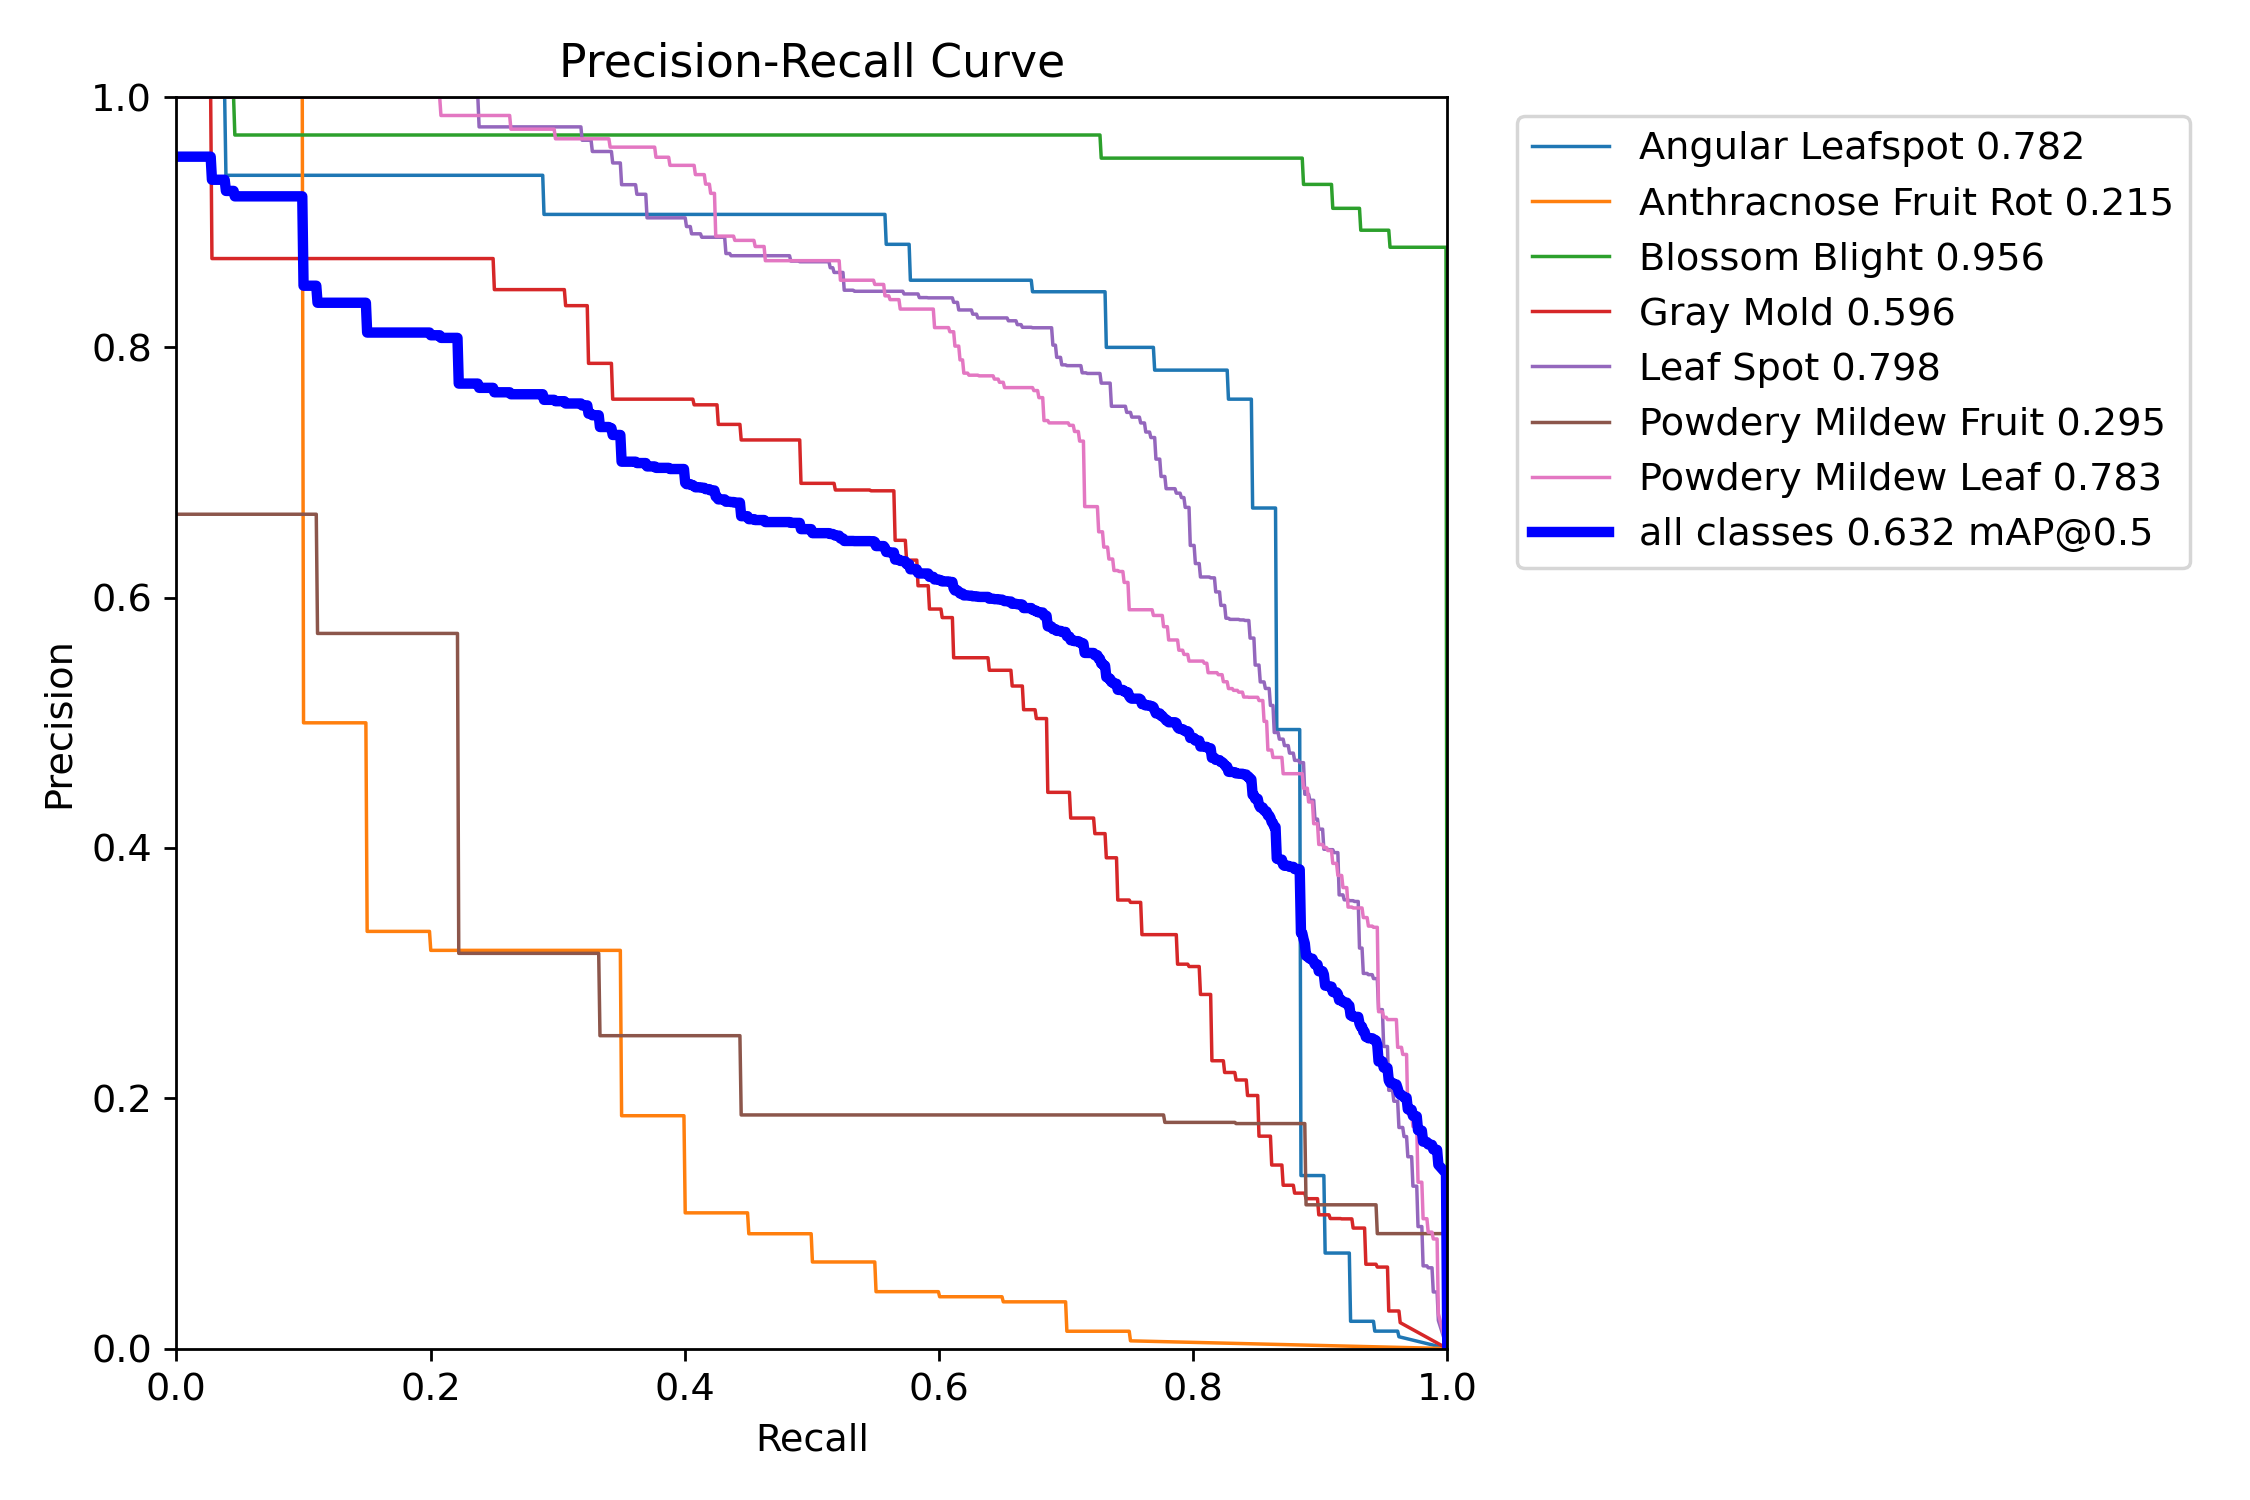 Precision-Recall Curve
1.0
0.8
0.6
0.4
0.2
0.0
Precision
0.0 0.2 0.4 0.6 0.8 1.0
Recall
Angular Leafspot 0.782
Anthracnose Fruit Rot 0.215
Blossom Blight 0.956
Gray Mold 0.596
Leaf Spot 0.798
Powdery Mildew Fruit 0.295
Powdery Mildew Leaf 0.783
all classes 0.632 mAP@0.5